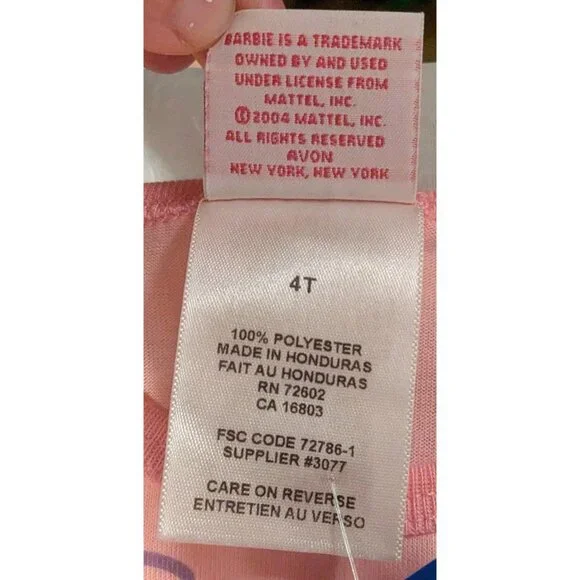 BARBIE IS A TRADEMARK
OWNED BY AND USED
UNDER LICENSE FROM
MATTEL, INC.
©2004 MATTEL, INC.
ALL RIGHTS RESERVED
AVON
NEW YORK, NEW YORK
4T
100% POLYESTER
MADE IN HONDURAS
FAIT AU HONDURAS
RN 72602
CA 16803
FSC CODE 72786-1
SUPPLIER #3077
CARE ON REVERSE
ENTRETIEN AU VERSO